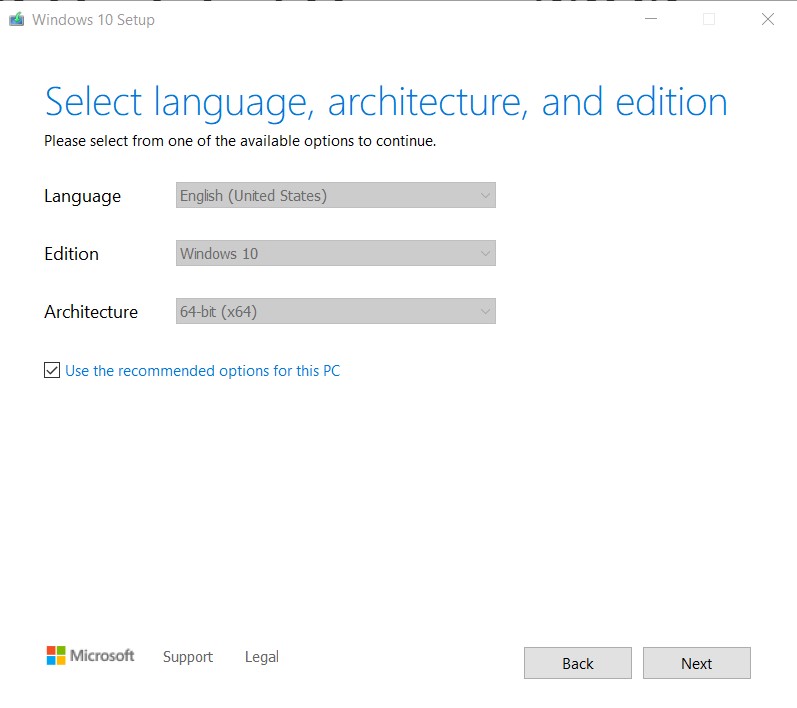 Windows 10 Setup
Select language, architecture, and edition
Please select from one of the available options to continue.
Language English (United States)
Edition Windows 10
Architecture 64-bit (x64)
Use the recommended options for this PC
Microsoft Support Legal Back Next